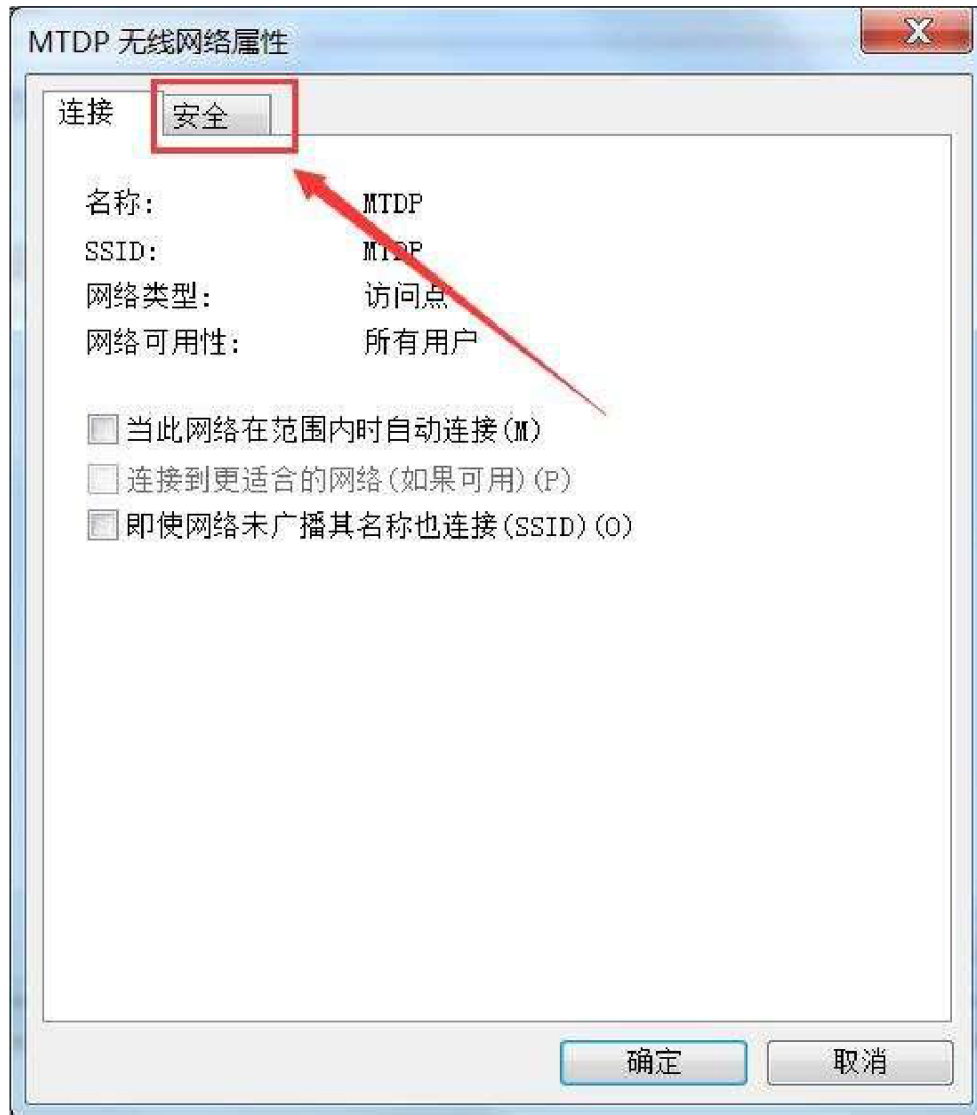 MTDP 无线网络属性
连接 安全
名称: MTDP
SSID: MTDP
网络类型: 访问点
网络可用性: 所有用户
当此网络在范围内时自动连接(M)
连接到更适合的网络(如果可用)(P)
即使网络未广播其名称也连接(SSID)(O)
确定 取消